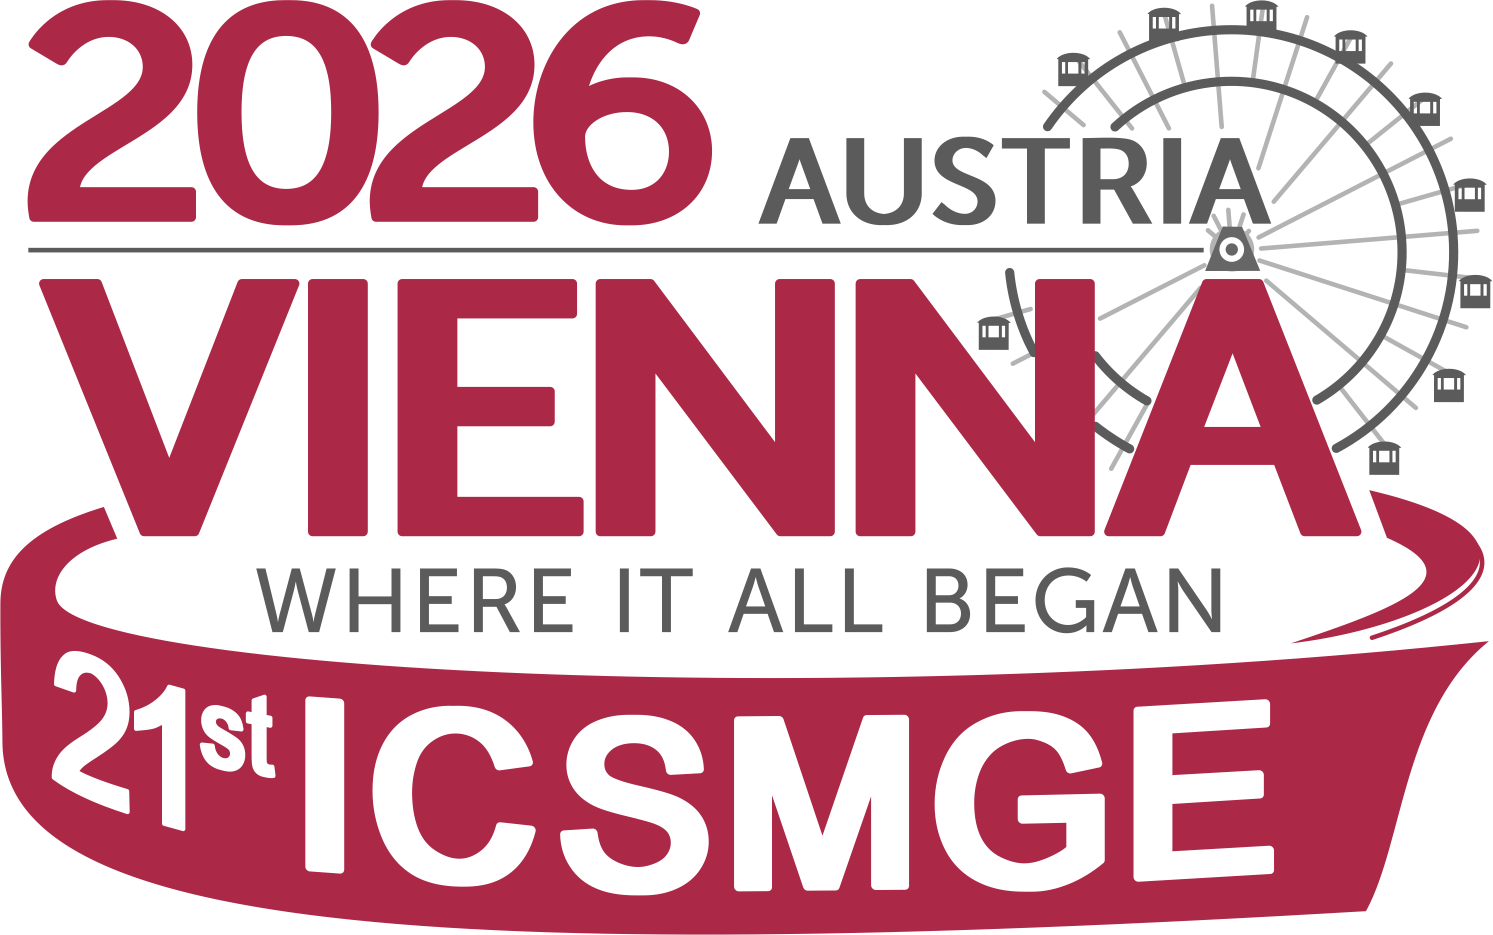 2026
AUSTRIA
VIENNA
WHERE IT ALL BEGAN
21st ICSMGE